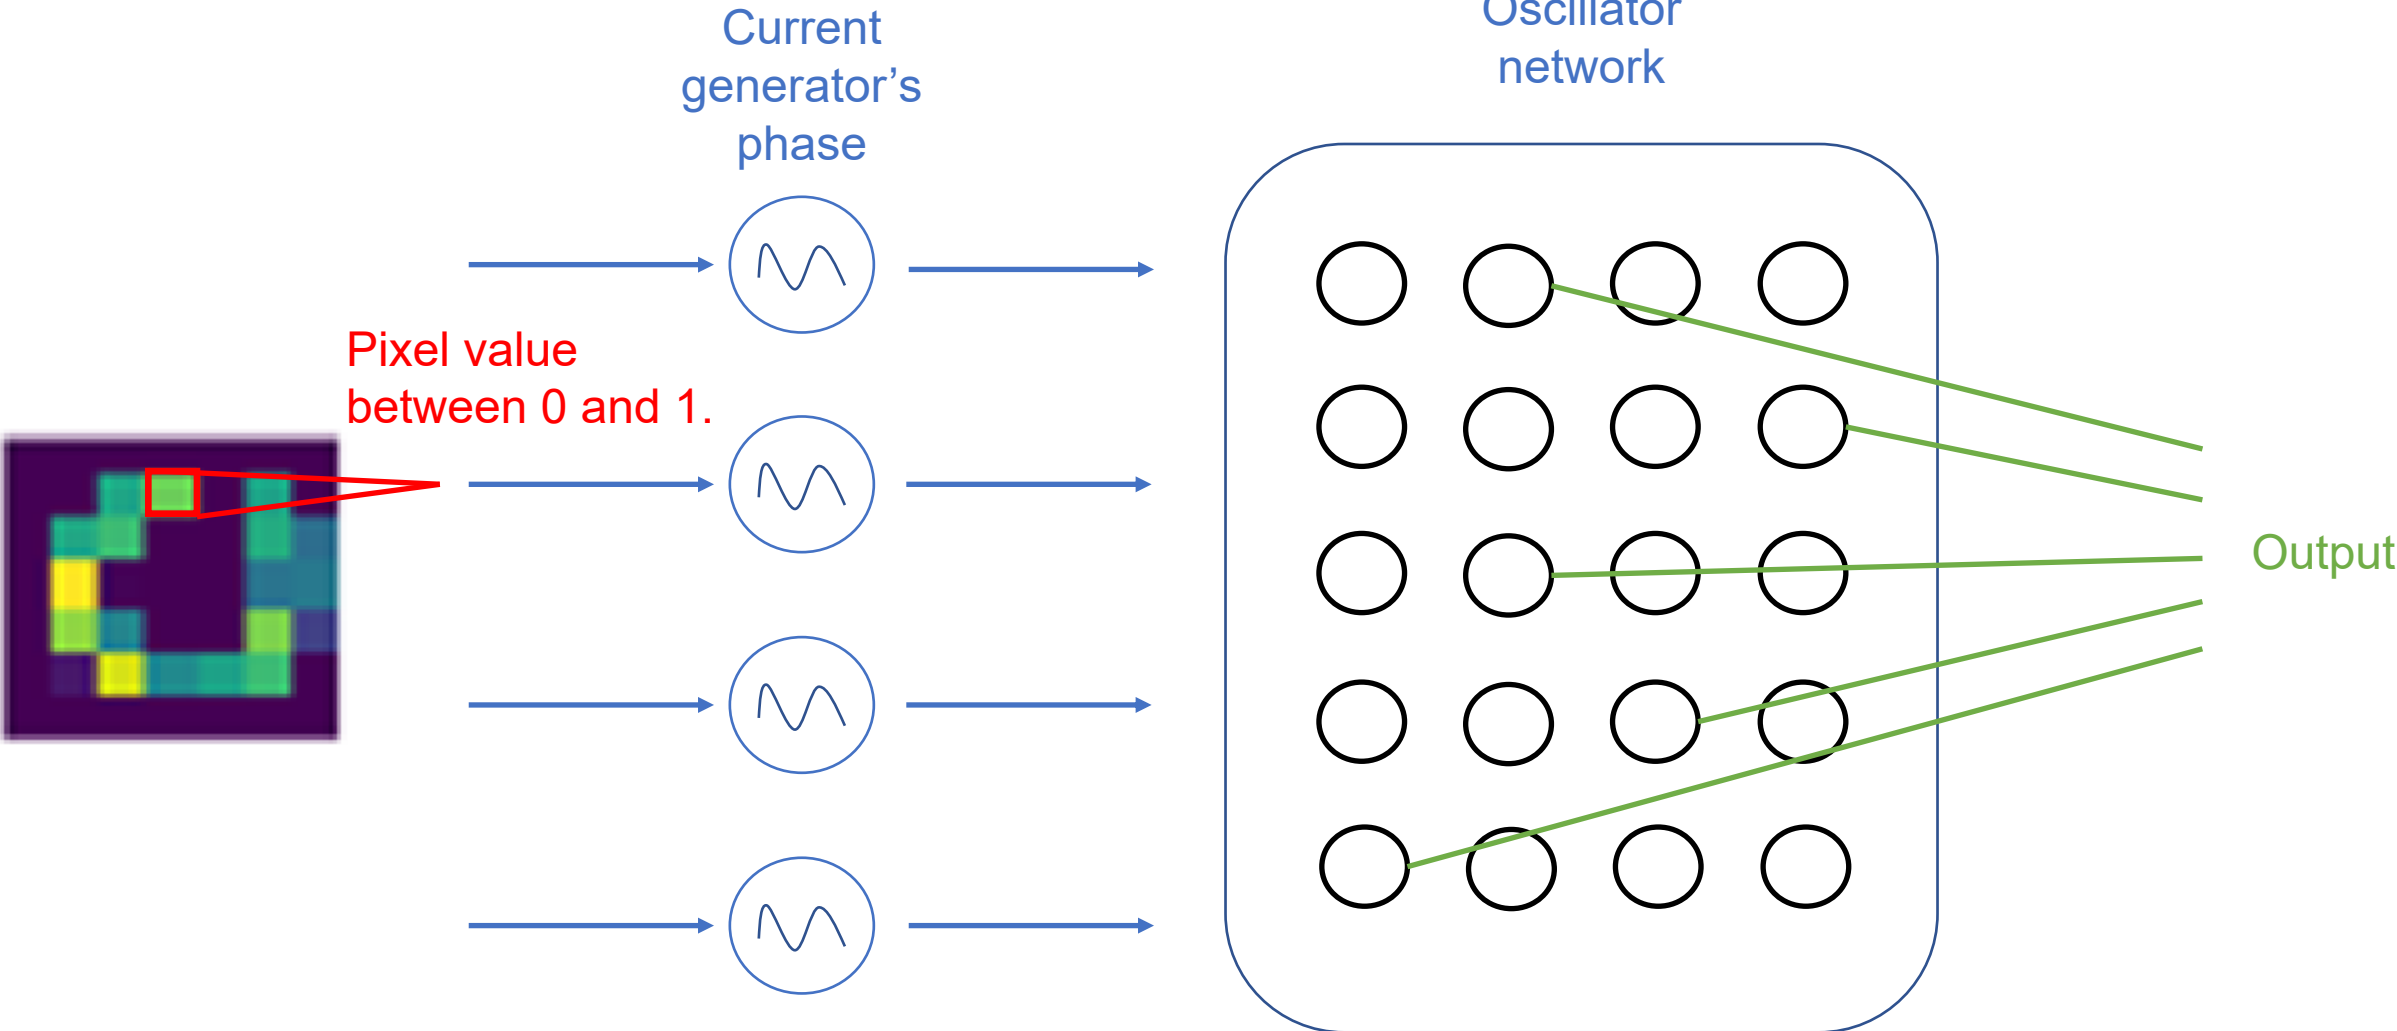 Current
generator’s
phase
Oscillator
network
Pixel value
between 0 and 1.
Output